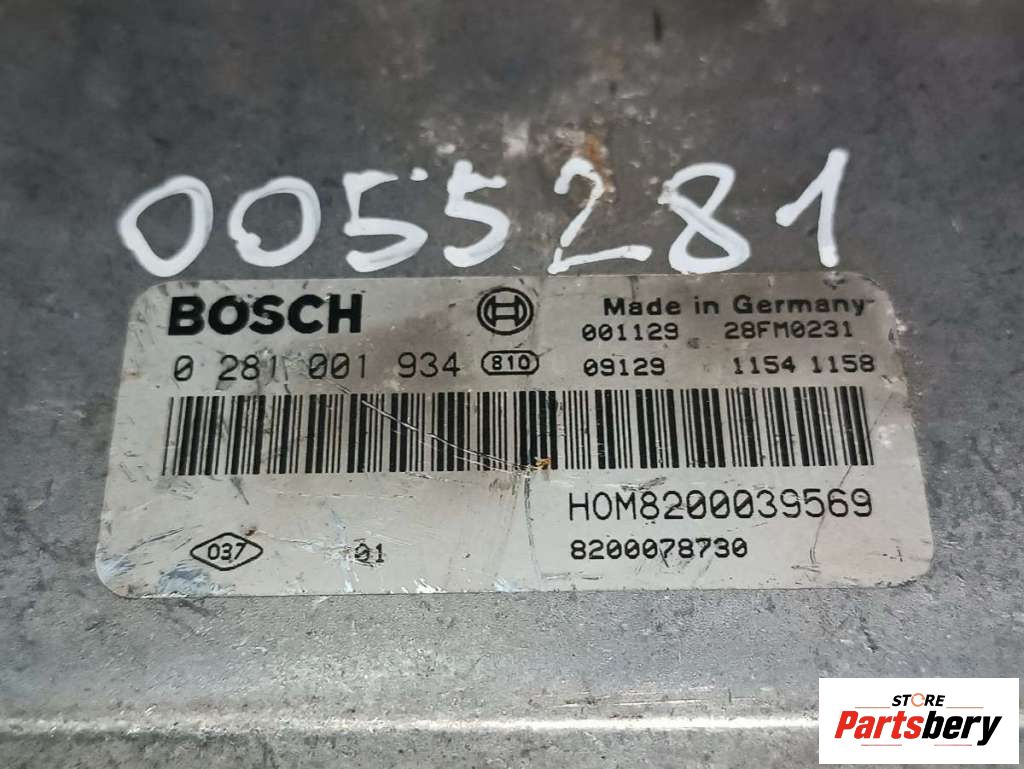 0055281
BOSCH
Made in Germany
001129 28FM0231
0 281 001 934 810
09129 1154 1158
HOM8200039569
037 01
8200078730
STORE
Partsbery